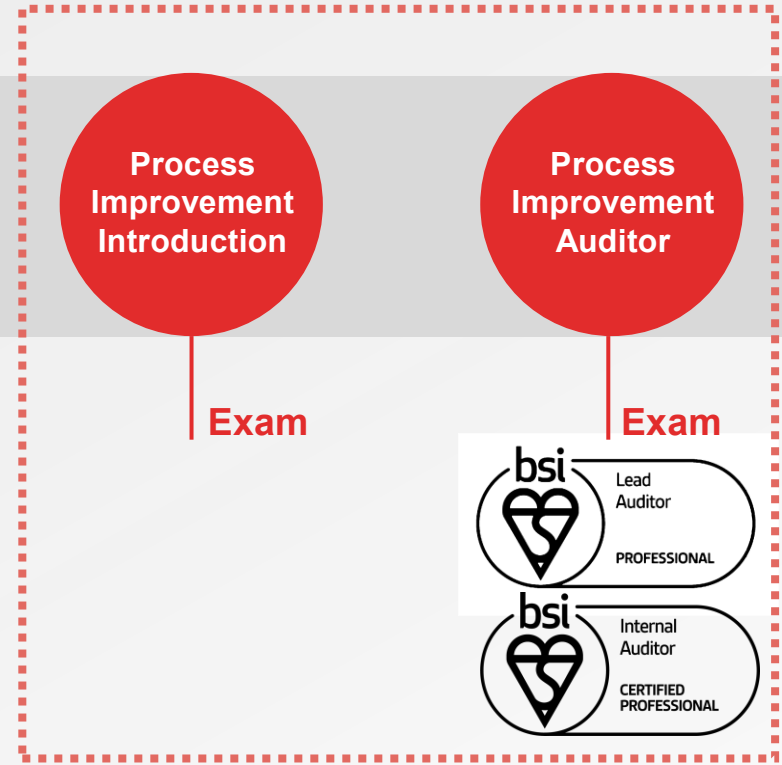 Process
Improvement
Introduction
Process
Improvement
Auditor
Exam
Exam
bsi
Lead
Auditor
PROFESSIONAL
bsi
Internal
Auditor
CERTIFIED
PROFESSIONAL